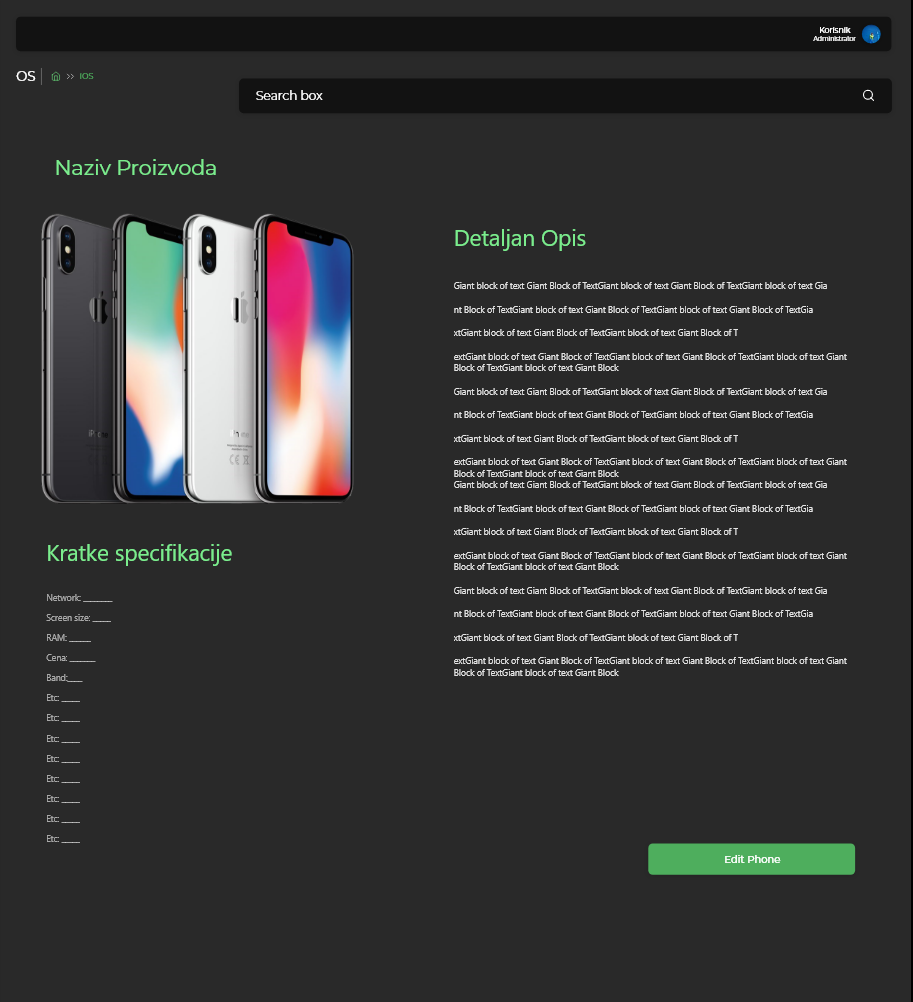 Korisnik
Administrator
OS
>> IOS
Search box
Naziv Proizvoda
Detaljan Opis
Giant block of text Giant Block of TextGiant block of text Giant Block of TextGiant block of text Gia
nt Block of TextGiant block of text Giant Block of TextGiant block of text Giant Block of TextGia
xtGiant block of text Giant Block of TextGiant block of text Giant Block of T
extGiant block of text Giant Block of TextGiant block of text Giant Block of TextGiant block of text Giant
Block of TextGiant block of text Giant Block
Giant block of text Giant Block of TextGiant block of text Giant Block of TextGiant block of text Gia
nt Block of TextGiant block of text Giant Block of TextGiant block of text Giant Block of TextGia
xtGiant block of text Giant Block of TextGiant block of text Giant Block of T
extGiant block of text Giant Block of TextGiant block of text Giant Block of TextGiant block of text Giant
Block of TextGiant block of text Giant Block
Giant block of text Giant Block of TextGiant block of text Giant Block of TextGiant block of text Gia
nt Block of TextGiant block of text Giant Block of TextGiant block of text Giant Block of TextGia
xtGiant block of text Giant Block of TextGiant block of text Giant Block of T
extGiant block of text Giant Block of TextGiant block of text Giant Block of TextGiant block of text Giant
Block of TextGiant block of text Giant Block
Giant block of text Giant Block of TextGiant block of text Giant Block of TextGiant block of text Gia
nt Block of TextGiant block of text Giant Block of TextGiant block of text Giant Block of TextGia
xtGiant block of text Giant Block of TextGiant block of text Giant Block of T
extGiant block of text Giant Block of TextGiant block of text Giant Block of TextGiant block of text Giant
Block of TextGiant block of text Giant Block
Kratke specifikacije
Network: _______
Screen size: ____
RAM: _____
Cena: ______
Band:____
Etc: ____
Etc: ____
Etc: ____
Etc: ____
Etc: ____
Etc: ____
Etc: ____
Etc: ____
Edit Phone